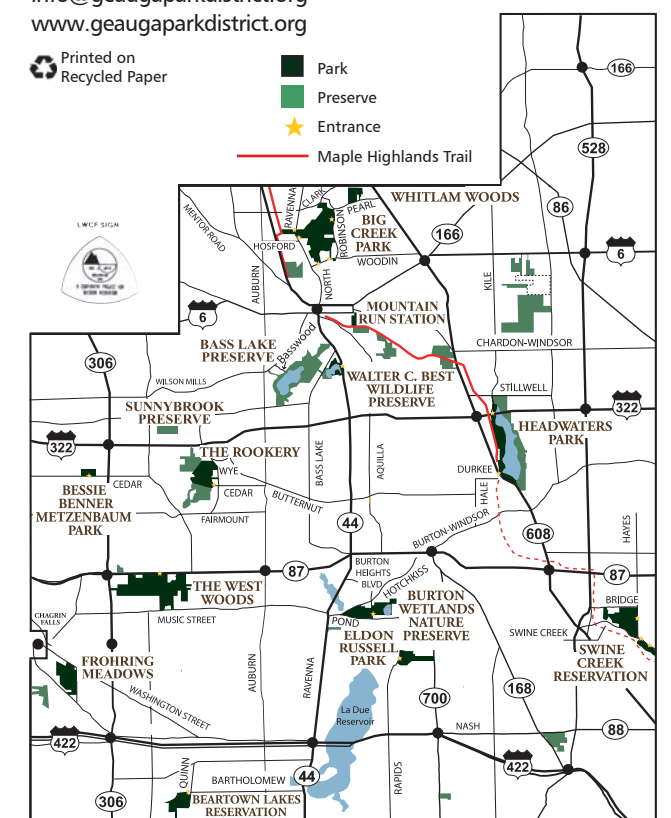 info@geaugaparkdistrict.org
www.geaugaparkdistrict.org
Printed on
Recycled Paper
Park
Preserve
Entrance
Maple Highlands Trail
166
528
86
6
WHITLAM WOODS
166
RAVENNA
CLARK
PEARL
ROBINSON
BIG
CREEK
PARK
HOSFORD
WOODIN
NORTH
MENTOR ROAD
AUBURN
KILE
LWCF SIGN
6
MOUNTAIN
RUN STATION
CHARDON-WINDSOR
306
BASS LAKE
PRESERVE
Basswood
WILSON MILLS
WALTER C. BEST
WILDLIFE
PRESERVE
STILLWELL
322
SUNNYBROOK
PRESERVE
HEADWATERS
PARK
322
THE ROOKERY
WYE
CEDAR
CEDAR
BESSIE
BENNER
METZENBAUM
PARK
BASS LAKE
AQUILLA
DURKEE
HALE
BUTTERNUT
FAIRMOUNT
44
BURTON-WINDSOR
608
HAYES
87
BURTON
HEIGHTS
BLVD
HOTCHKISS
87
THE WEST
WOODS
BURTON
WETLANDS
NATURE
PRESERVE
BRIDGE
MUSIC STREET
POND
CHAGRIN
FALLS
ELDON
RUSSELL
PARK
SWINE CREEK
SWINE
CREEK
RESERVATION
FROHRING
MEADOWS
AUBURN
RAVENNA
WASHINGTON STREET
La Due
Reservoir
700
168
NASH
88
422
422
QUINN
BARTHOLOMEW
44
RAPIDS
306
BEARTOWN LAKES
RESERVATION